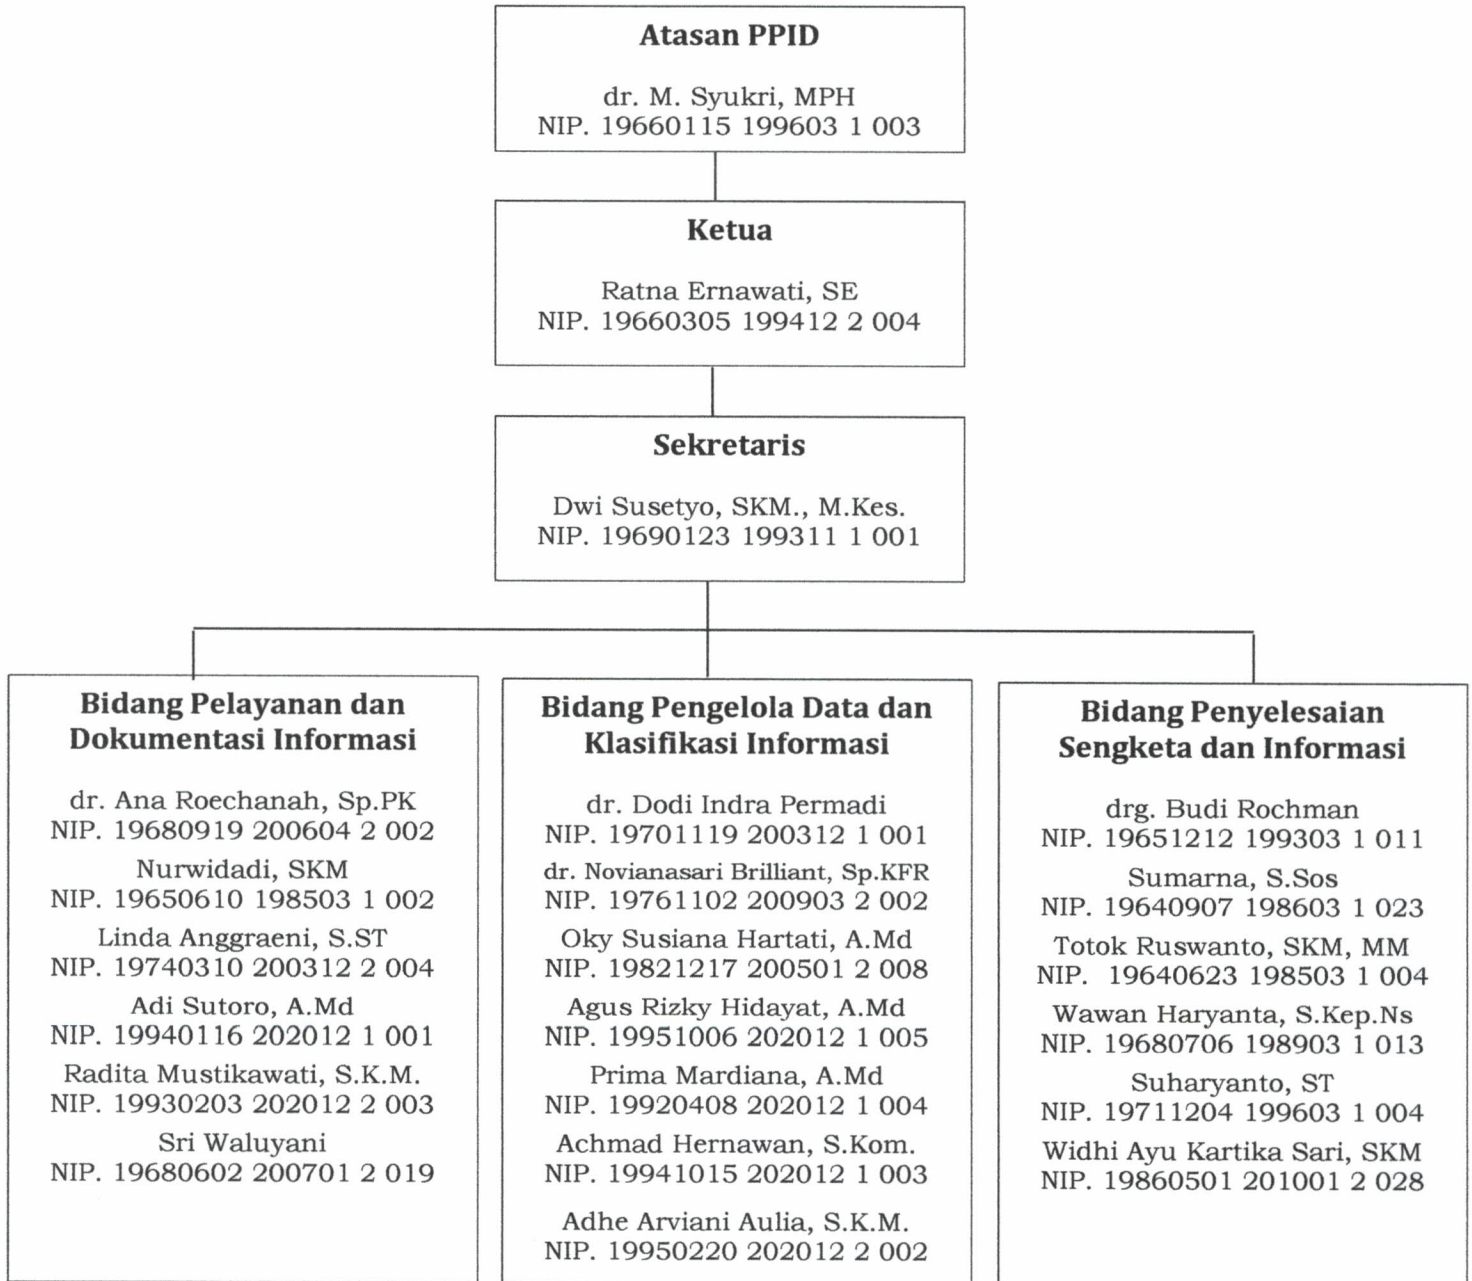 Atasan PPID
dr. M. Syukri, MPH
NIP. 19660115 199603 1 003
Ketua
Ratna Ernawati, SE
NIP. 19660305 199412 2 004
Sekretaris
Dwi Susetyo, SKM., M.Kes.
NIP. 19690123 199311 1 001
Bidang Pelayanan dan
Dokumentasi Informasi
dr. Ana Roechanah, Sp.PK
NIP. 19680919 200604 2 002
Nurwidadi, SKM
NIP. 19650610 198503 1 002
Linda Anggraeni, S.ST
NIP. 19740310 200312 2 004
Adi Sutoro, A.Md
NIP. 19940116 202012 1 001
Radita Mustikawati, S.K.M.
NIP. 19930203 202012 2 003
Sri Waluyani
NIP. 19680602 200701 2 019
Bidang Pengelola Data dan
Klasifikasi Informasi
dr. Dodi Indra Permadi
NIP. 19701119 200312 1 001
dr. Novianasari Brilliant, Sp.KFR
NIP. 19761102 200903 2 002
Oky Susiana Hartati, A.Md
NIP. 19821217 200501 2 008
Agus Rizky Hidayat, A.Md
NIP. 19951006 202012 1 005
Prima Mardiana, A.Md
NIP. 19920408 202012 1 004
Achmad Hernawan, S.Kom.
NIP. 19941015 202012 1 003
Adhe Arviani Aulia, S.K.M.
NIP. 19950220 202012 2 002
Bidang Penyelesaian
Sengketa dan Informasi
drg. Budi Rochman
NIP. 19651212 199303 1 011
Sumarna, S.Sos
NIP. 19640907 198603 1 023
Totok Ruswanto, SKM, MM
NIP. 19640623 198503 1 004
Wawan Haryanta, S.Kep.Ns
NIP. 19680706 198903 1 013
Suharyanto, ST
NIP. 19711204 199603 1 004
Widhi Ayu Kartika Sari, SKM
NIP. 19860501 201001 2 028